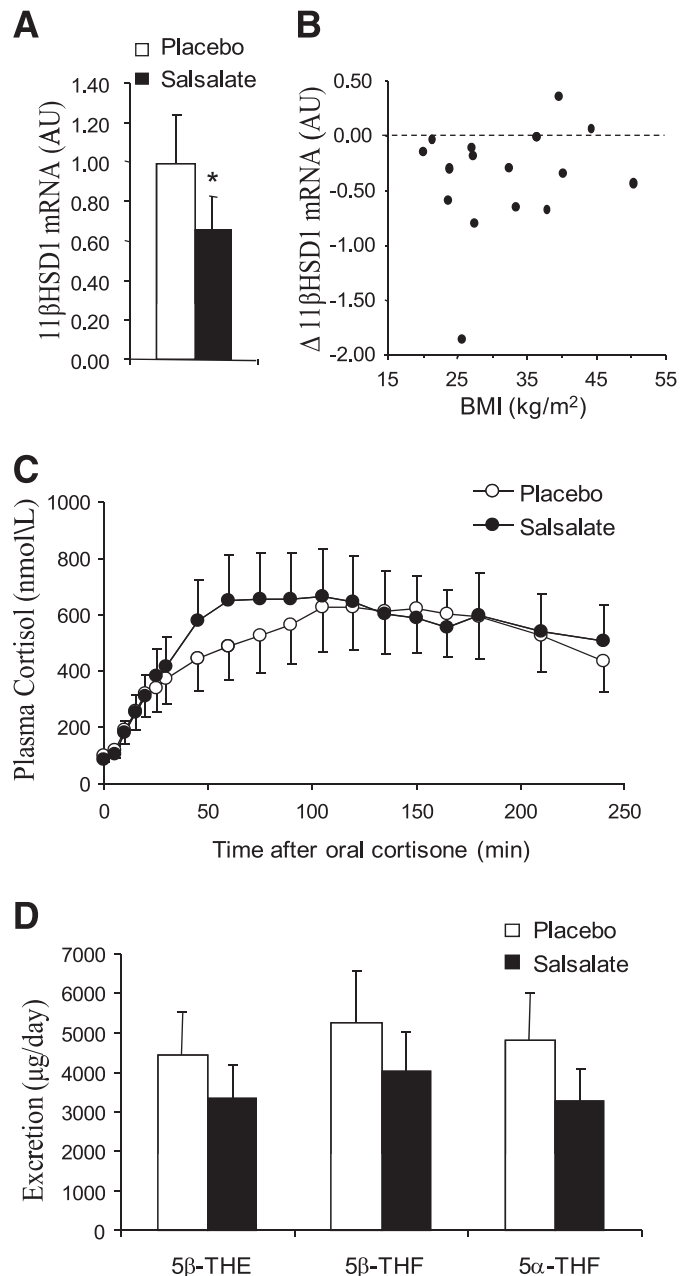 A
Placebo
Salsalate
11βHSD1 mRNA (AU)
1.40
1.20
1.00
0.80
0.60
0.40
0.20
0.00
*
B
Δ 11βHSD1 mRNA (AU)
0.50
0.00
-0.50
-1.00
-1.50
-2.00
15 25 35 45 55
BMI (kg/m²)
C
Placebo
Salsalate
Plasma Cortisol (nmol\L)
1000
800
600
400
200
0
0 50 100 150 200 250
Time after oral cortisone (min)
D
Placebo
Salsalate
Excretion (μg/day)
7000
6000
5000
4000
3000
2000
1000
0
5β-THE 5β-THF 5α-THF